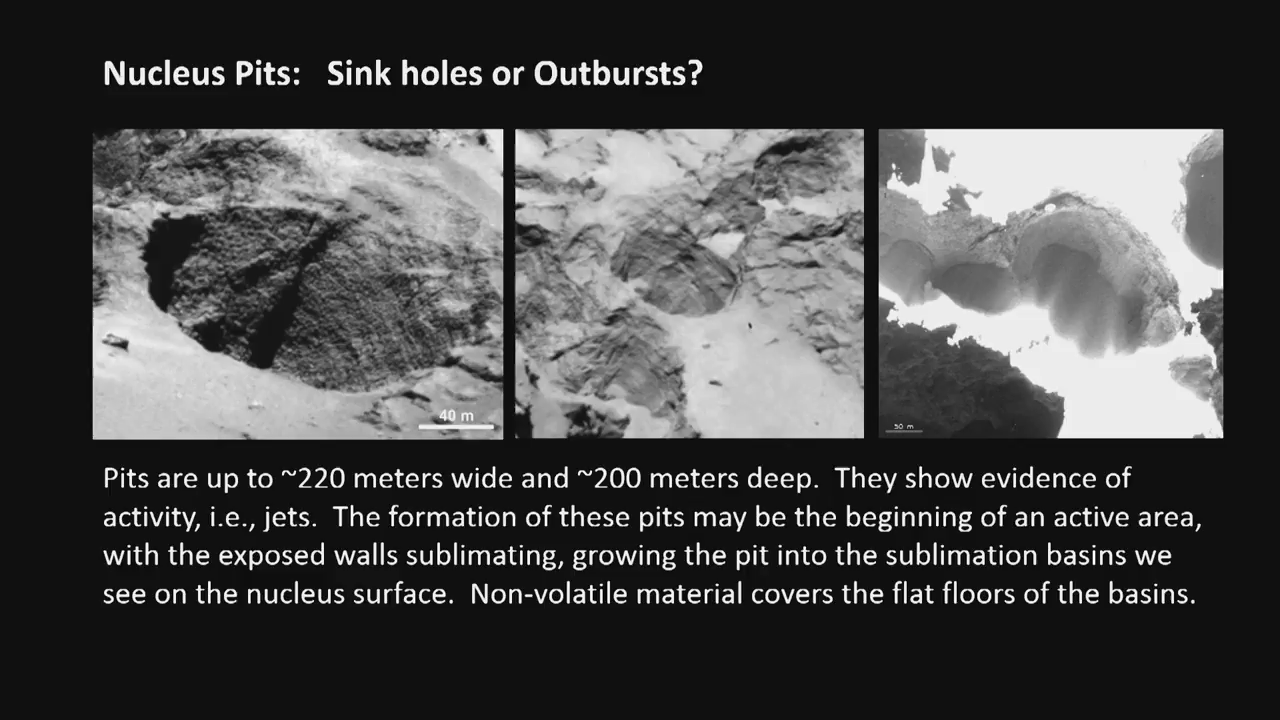 Nucleus Pits: Sink holes or Outbursts?
40 m
50 m
Pits are up to ~220 meters wide and ~200 meters deep. They show evidence of
activity, i.e., jets. The formation of these pits may be the beginning of an active area,
with the exposed walls sublimating, growing the pit into the sublimation basins we
see on the nucleus surface. Non-volatile material covers the flat floors of the basins.